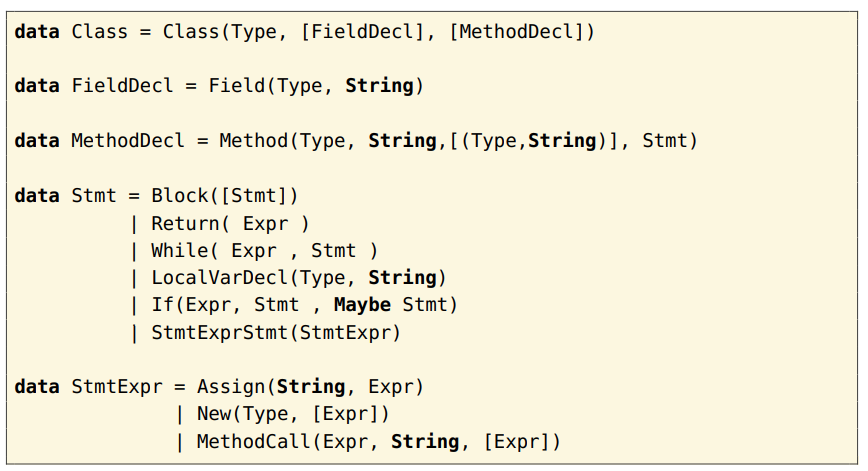 data Class = Class(Type, [FieldDecl], [MethodDecl])
data FieldDecl = Field(Type, String)
data MethodDecl = Method(Type, String,[(Type,String)], Stmt)
data Stmt = Block([Stmt])
| Return( Expr )
| While( Expr , Stmt )
| LocalVarDecl(Type, String)
| If(Expr, Stmt , Maybe Stmt)
| StmtExprStmt(StmtExpr)
data StmtExpr = Assign(String, Expr)
| New(Type, [Expr])
| MethodCall(Expr, String, [Expr])